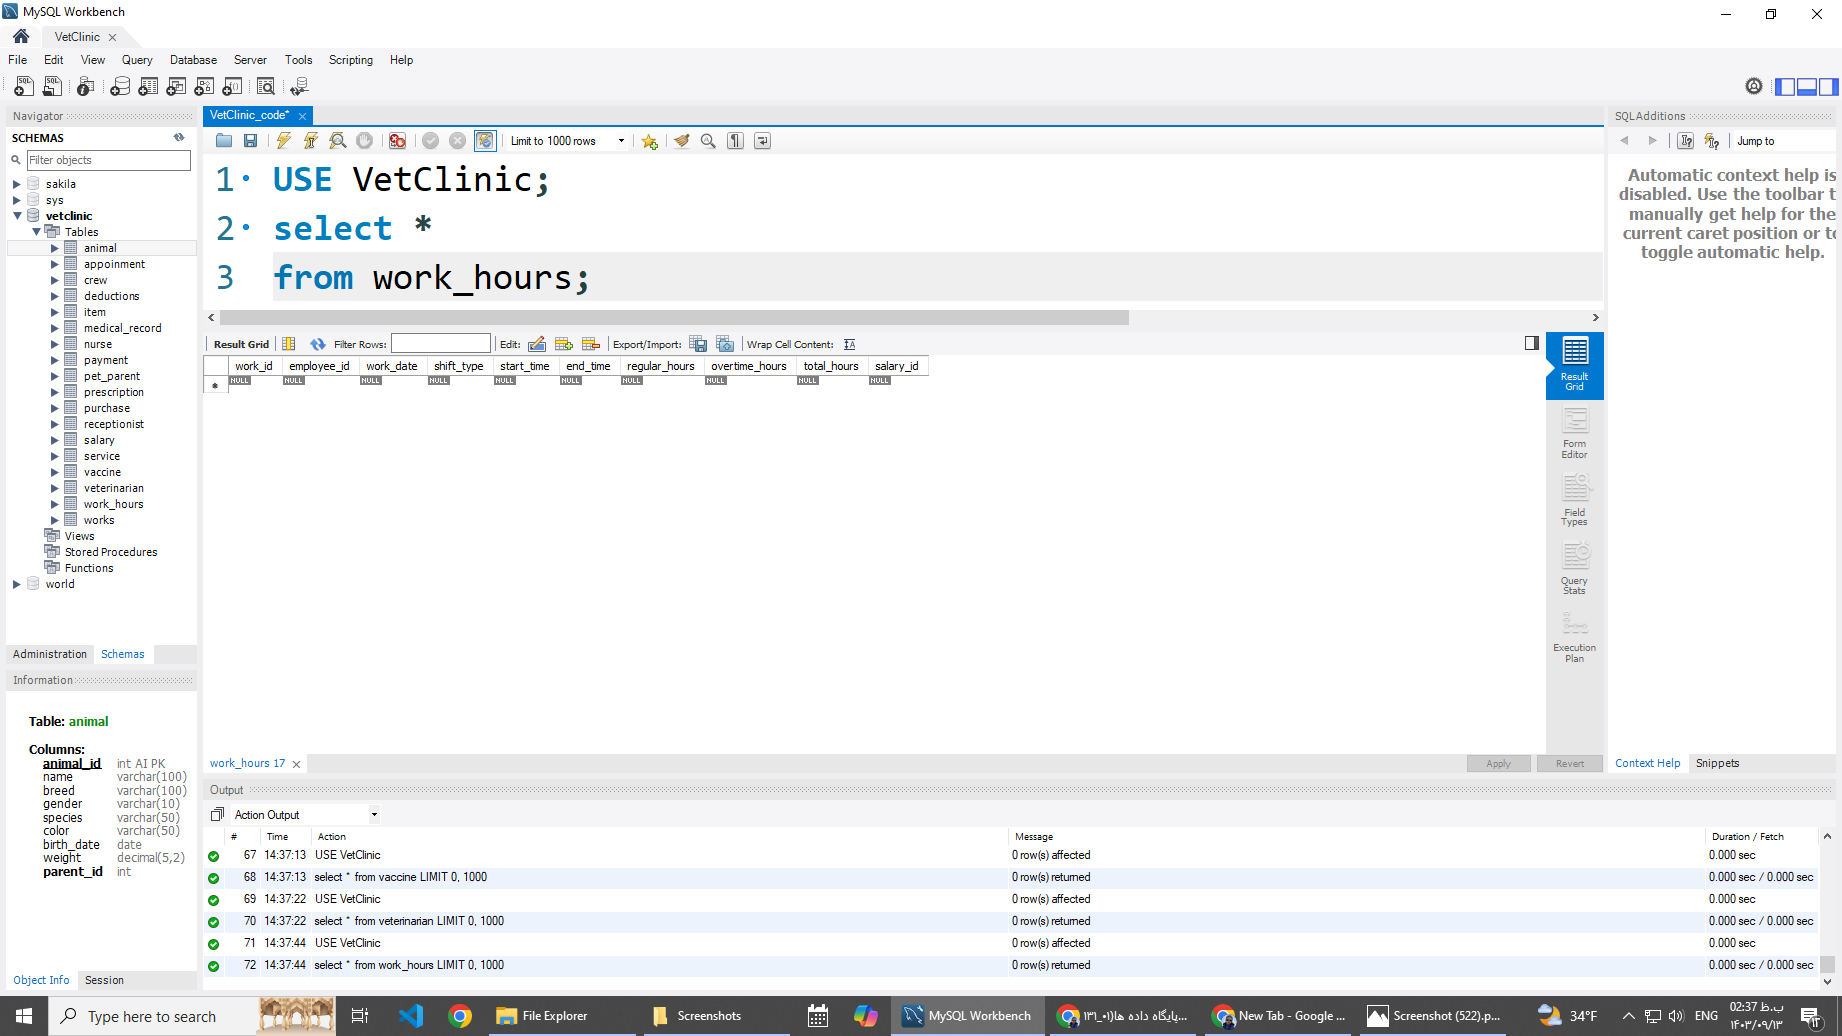 MySQL Workbench
VetClinic
File Edit View Query Database Server Tools Scripting Help
Navigator
SCHEMAS
Filter objects
sakila
sys
vetclinic
Tables
animal
appoinment
crew
deductions
item
medical_record
nurse
payment
pet_parent
prescription
purchase
receptionist
salary
service
vaccine
veterinarian
work_hours
works
Views
Stored Procedures
Functions
world
Administration Schemas
Information
Table: animal
Columns:
animal_id int AI PK
name varchar(100)
breed varchar(100)
gender varchar(10)
species varchar(50)
color varchar(50)
birth_date date
weight decimal(5,2)
parent_id int
Object Info Session
VetClinic_code*
Limit to 1000 rows
1 USE VetClinic;
2 select *
3 from work_hours;
Result Grid Filter Rows: Edit: Export/Import: Wrap Cell Content:
work_id employee_id work_date shift_type start_time end_time regular_hours overtime_hours total_hours salary_id
NULL NULL NULL NULL NULL NULL NULL NULL NULL NULL
Result
Grid
Form
Editor
Field
Types
Query
Stats
Execution
Plan
work_hours 17
Apply Revert
SQLAdditions
Jump to
Automatic context help is
disabled. Use the toolbar t
manually get help for the
current caret position or to
toggle automatic help.
Context Help Snippets
Output
Action Output
# Time Action Message Duration / Fetch
67 14:37:13 USE VetClinic 0 row(s) affected 0.000 sec
68 14:37:13 select * from vaccine LIMIT 0, 1000 0 row(s) returned 0.000 sec / 0.000 sec
69 14:37:22 USE VetClinic 0 row(s) affected 0.000 sec
70 14:37:22 select * from veterinarian LIMIT 0, 1000 0 row(s) returned 0.000 sec / 0.000 sec
71 14:37:44 USE VetClinic 0 row(s) affected 0.000 sec
72 14:37:44 select * from work_hours LIMIT 0, 1000 0 row(s) returned 0.000 sec / 0.000 sec
Type here to search
File Explorer
Screenshots
MySQL Workbench
پایگاه داده ها(۰۱_۱۳۱...
New Tab - Google ...
Screenshot (522).p...
34°F
ENG
02:37 ب.ظ
۱۴۰۳/۰۹/۱۳